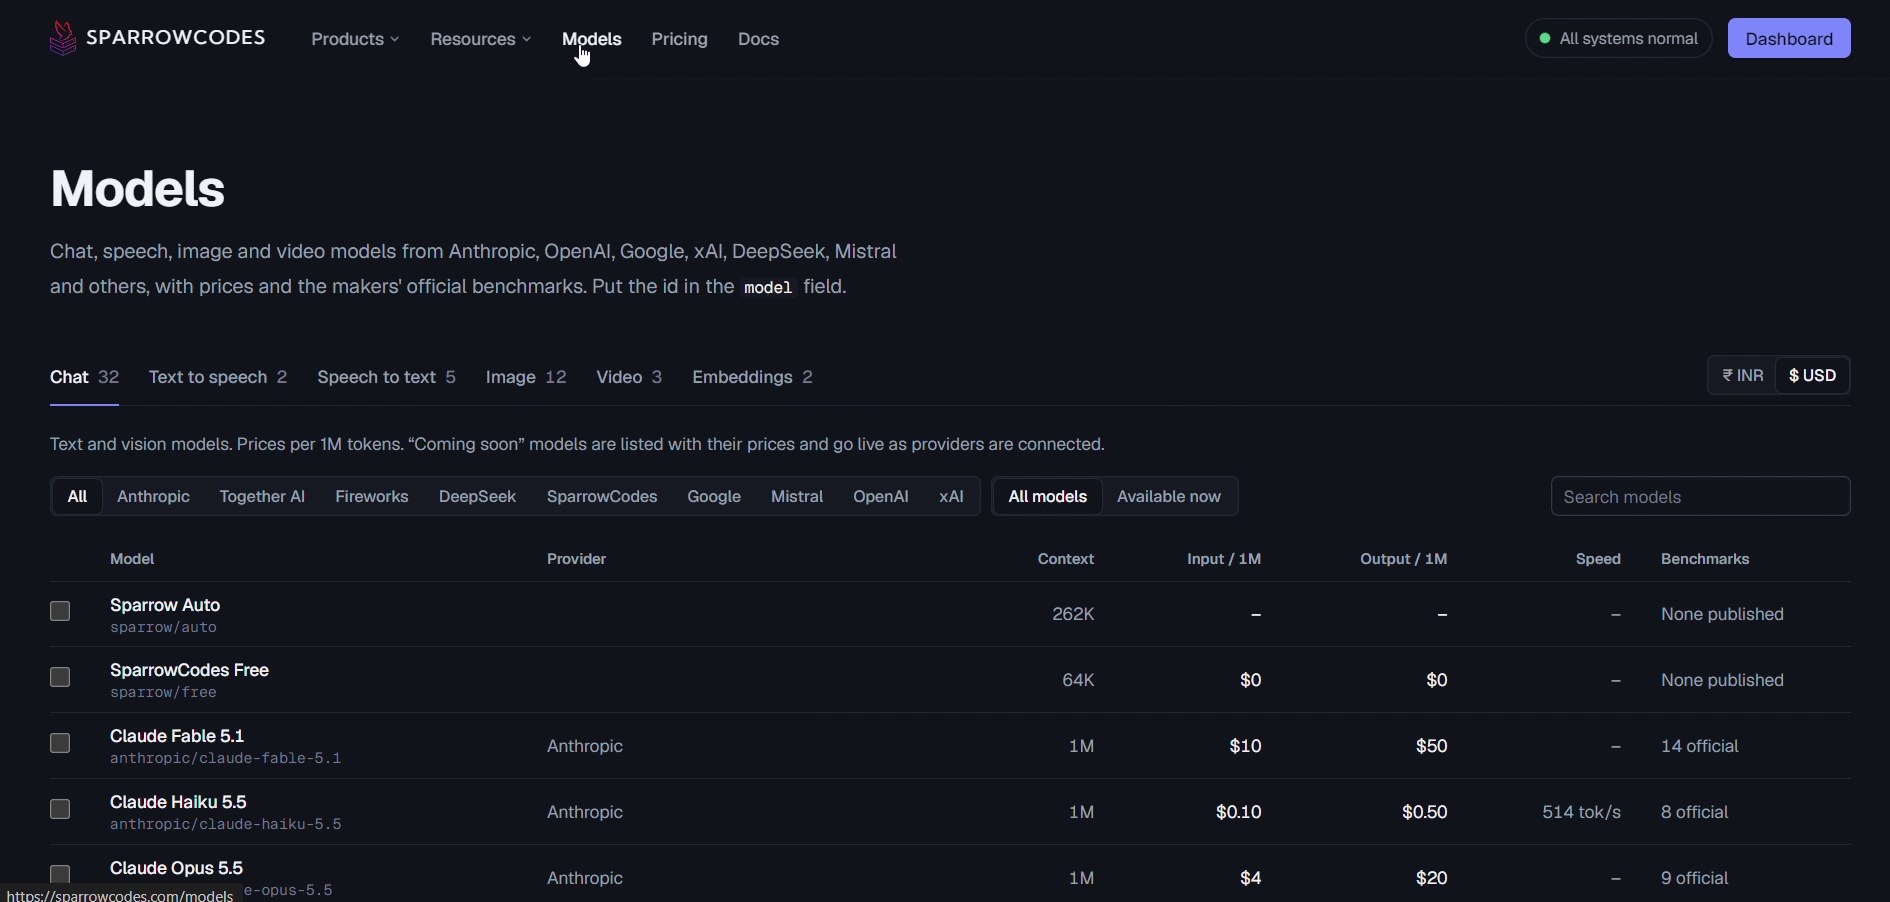 SPARROWCODES Products Resources Models Pricing Docs All systems normal Dashboard
Models
Chat, speech, image and video models from Anthropic, OpenAI, Google, xAI, DeepSeek, Mistral
and others, with prices and the makers' official benchmarks. Put the id in the model field.
Chat 32 Text to speech 2 Speech to text 5 Image 12 Video 3 Embeddings 2 ₹ INR $ USD
Text and vision models. Prices per 1M tokens. “Coming soon” models are listed with their prices and go live as providers are connected.
All Anthropic Together AI Fireworks DeepSeek SparrowCodes Google Mistral OpenAI xAI All models Available now Search models
Model Provider Context Input / 1M Output / 1M Speed Benchmarks
Sparrow Auto 262K – – – None published
sparrow/auto
SparrowCodes Free 64K $0 $0 – None published
sparrow/free
Claude Fable 5.1 Anthropic 1M $10 $50 – 14 official
anthropic/claude-fable-5.1
Claude Haiku 5.5 Anthropic 1M $0.10 $0.50 514 tok/s 8 official
anthropic/claude-haiku-5.5
Claude Opus 5.5 Anthropic 1M $4 $20 – 9 official
e-opus-5.5
https://sparrowcodes.com/models